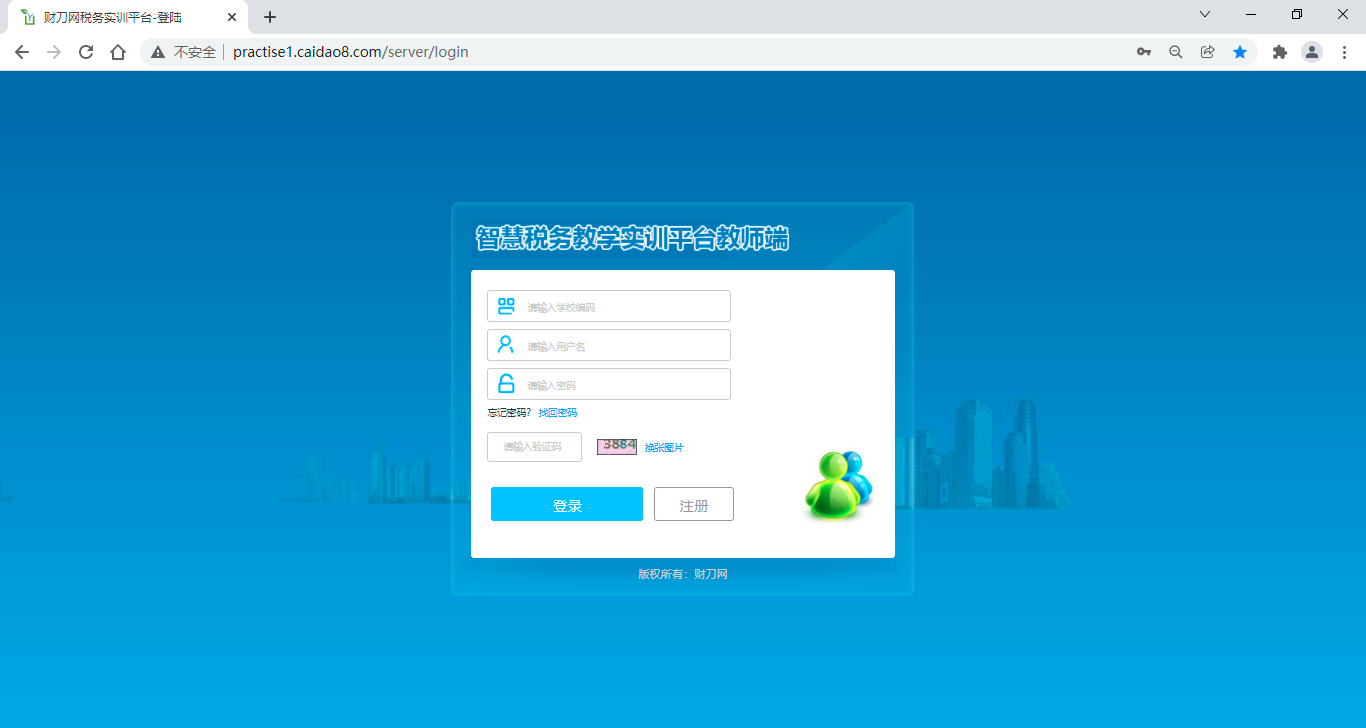 财刀网税务实训平台-登陆
不安全 practise1.caidao8.com/server/login
智慧税务教学实训平台教师端
请输入学校编码
请输入用户名
请输入密码
忘记密码? 找回密码
请输入验证码 3884 换张图片
登录 注册
版权所有：财刀网